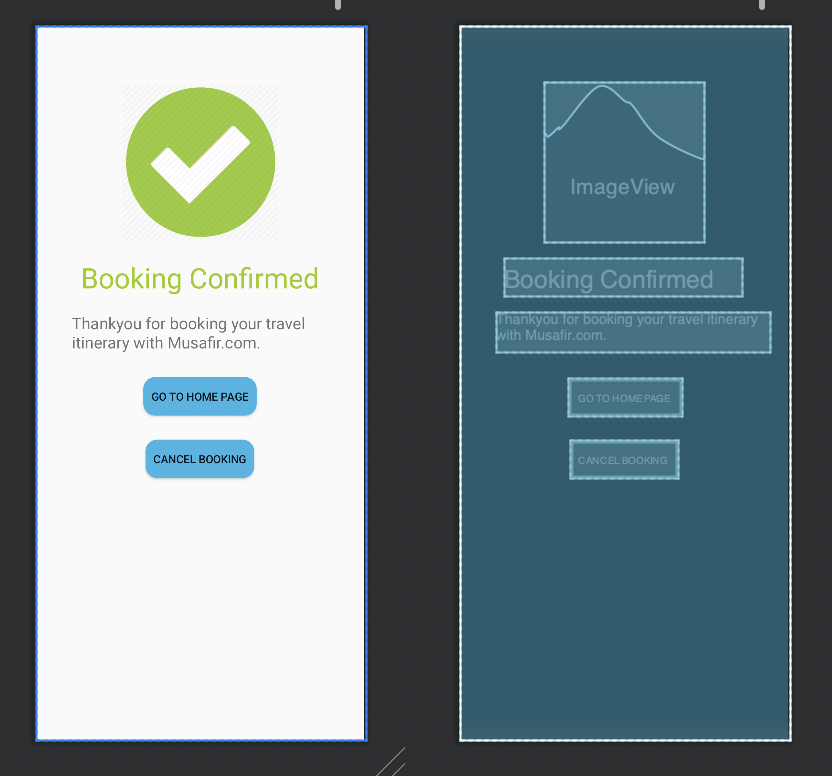 Booking Confirmed
Thankyou for booking your travel
itinerary with Musafir.com.
GO TO HOME PAGE
CANCEL BOOKING
ImageView
Booking Confirmed
Thankyou for booking your travel itinerary
with Musafir.com.
GO TO HOME PAGE
CANCEL BOOKING